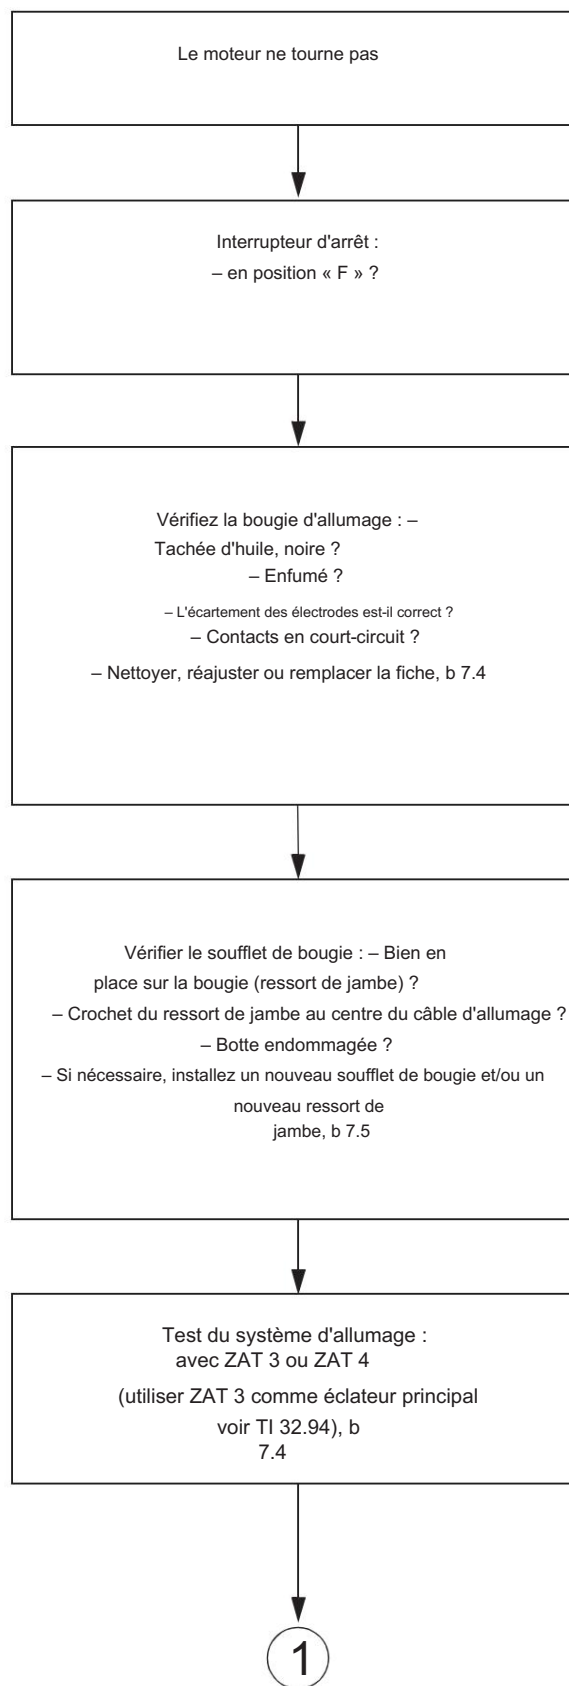 Le moteur ne tourne pas
Interrupteur d'arrêt :
– en position « F » ?
Vérifiez la bougie d'allumage : –
Tachée d'huile, noire ?
– Enfumé ?
– L'écartement des électrodes est-il correct ?
– Contacts en court-circuit ?
– Nettoyer, réajuster ou remplacer la fiche, b 7.4
Vérifier le soufflet de bougie : – Bien en
place sur la bougie (ressort de jambe) ?
– Crochet du ressort de jambe au centre du câble d'allumage ?
– Botte endommagée ?
– Si nécessaire, installez un nouveau soufflet de bougie et/ou un
nouveau ressort de
jambe, b 7.5
Test du système d'allumage :
avec ZAT 3 ou ZAT 4
(utiliser ZAT 3 comme éclateur principal
voir TI 32.94), b
7.4
1